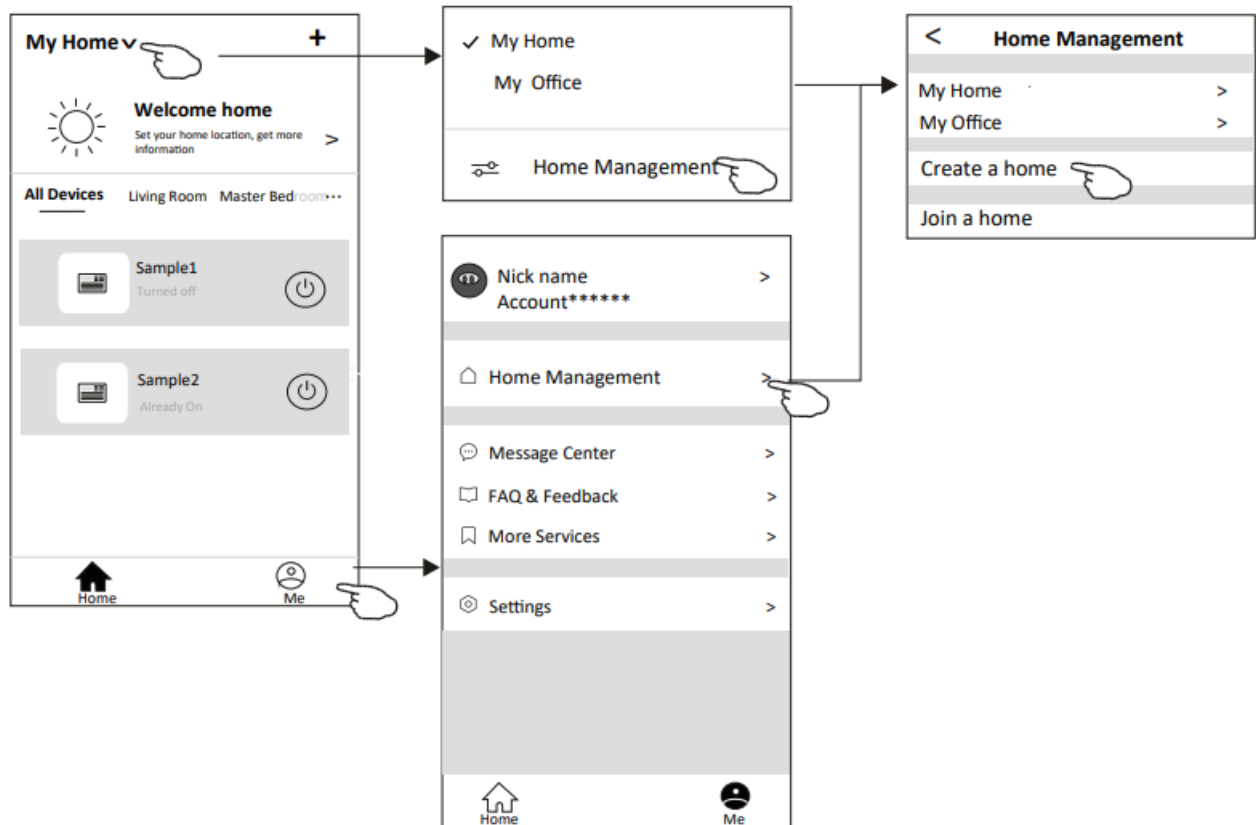 My Home
+
Welcome home
Set your home location, get more
information
>
All Devices Living Room Master Bedroom···
Sample1
Turned off
Sample2
Already On
Home
Me
✓ My Home
My Office
Home Management
Nick name >
Account******
Home Management >
Message Center >
FAQ & Feedback >
More Services >
Settings >
Home
Me
< Home Management
My Home >
My Office >
Create a home
Join a home